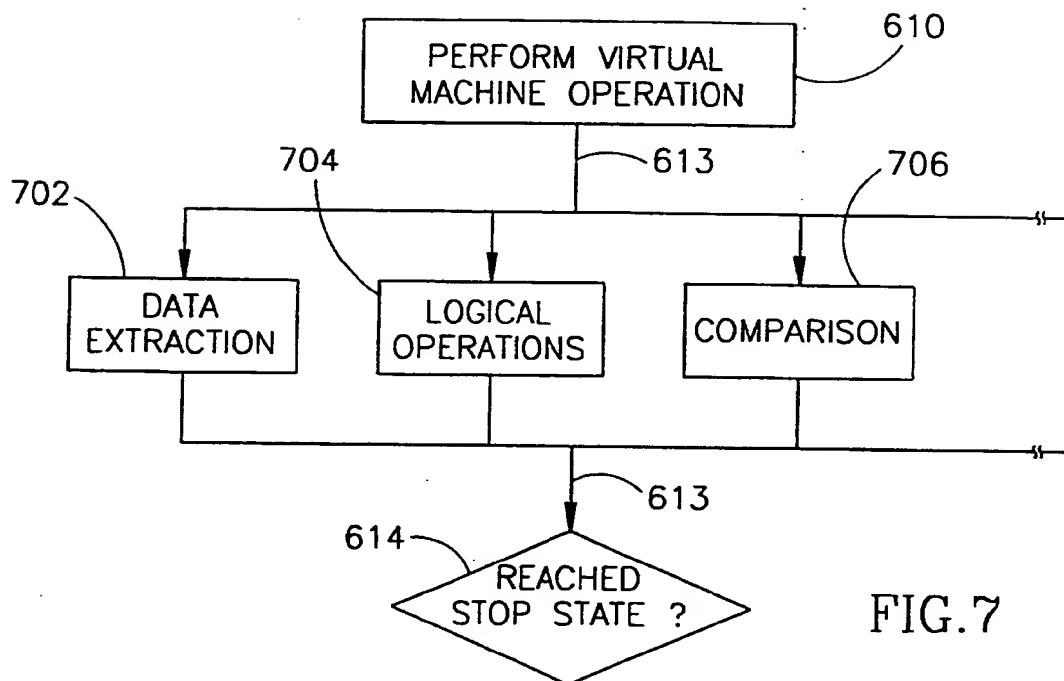 610
PERFORM VIRTUAL
MACHINE OPERATION
613
704
706
702
DATA
EXTRACTION
LOGICAL
OPERATIONS
COMPARISON
613
614
REACHED
STOP STATE ?
FIG.7